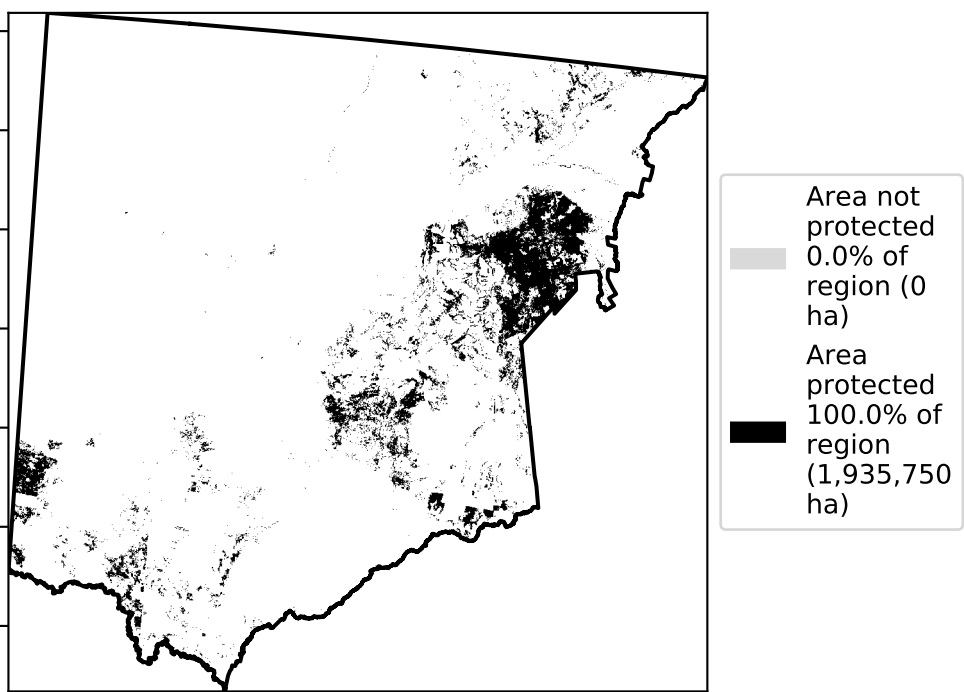 Area not
protected
0.0% of
region (0
ha)
Area
protected
100.0% of
region
(1,935,750
ha)